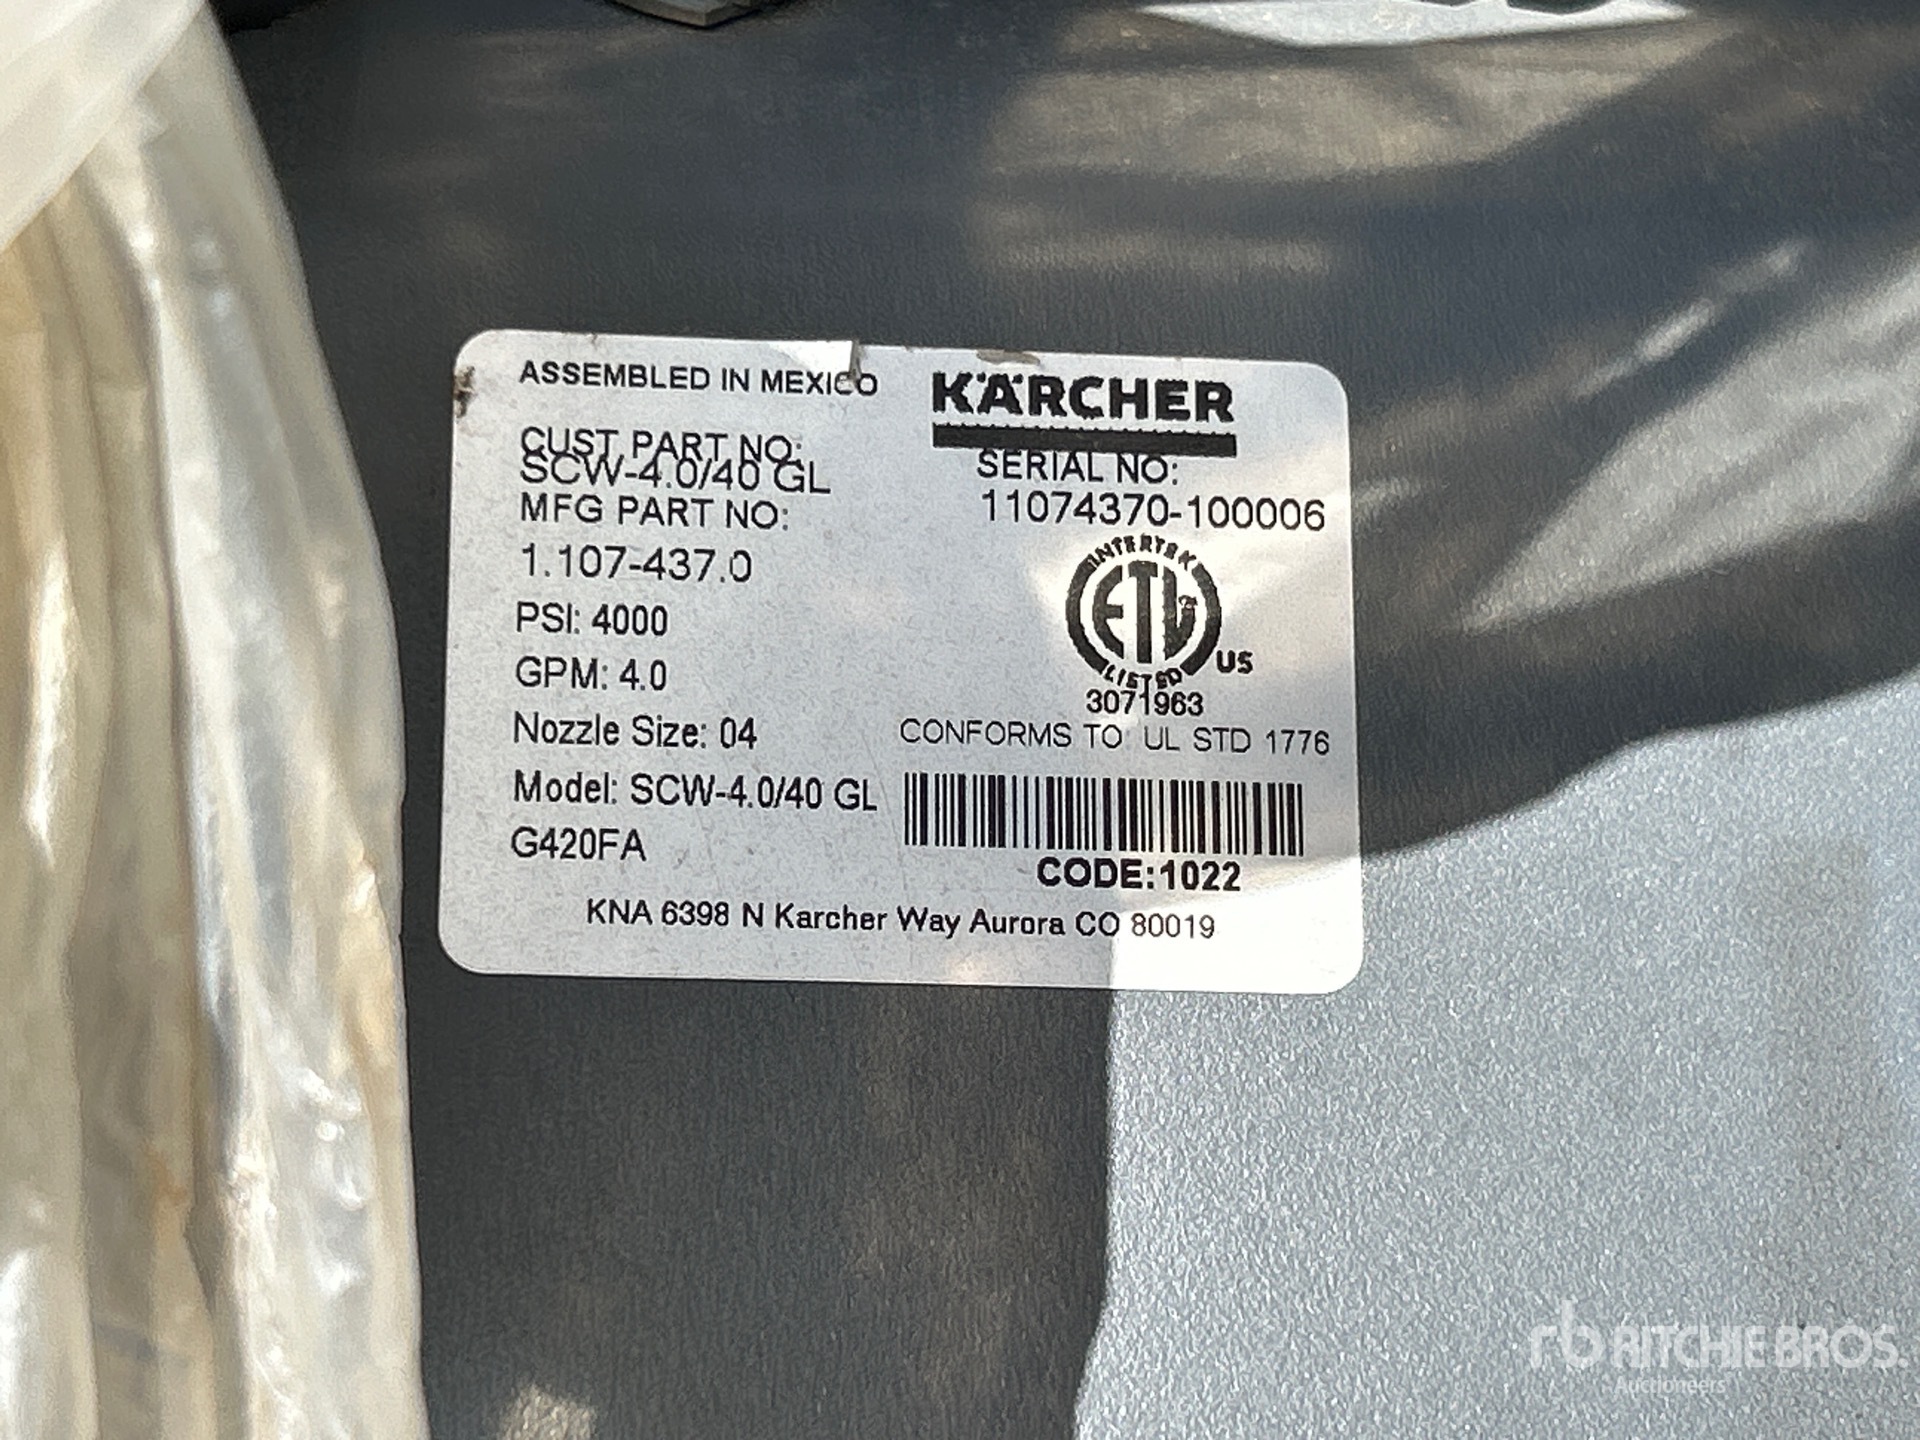 ASSEMBLED IN MEXICO
CUST PART NO:
SCW-4.0/40 GL
MFG PART NO:
1.107-437.0
PSI: 4000
GPM: 4.0
Nozzle Size: 04
Model: SCW-4.0/40 GL
G420FA
KÄRCHER
SERIAL NO:
11074370-100006
INTERTEK
ETL
LISTED
US
3071963
CONFORMS TO UL STD 1776
CODE:1022
KNA 6398 N Karcher Way Aurora CO 80019
rb RITCHIE BROS.
Auctioneers